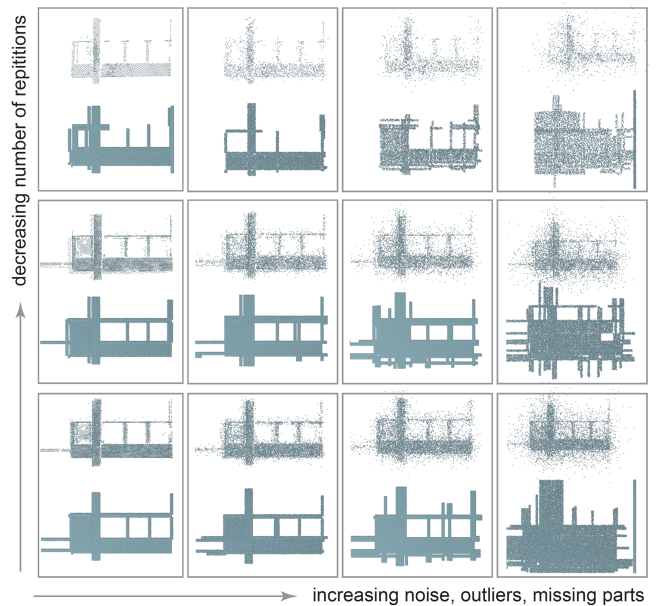 decreasing number of repititions
increasing noise, outliers, missing parts